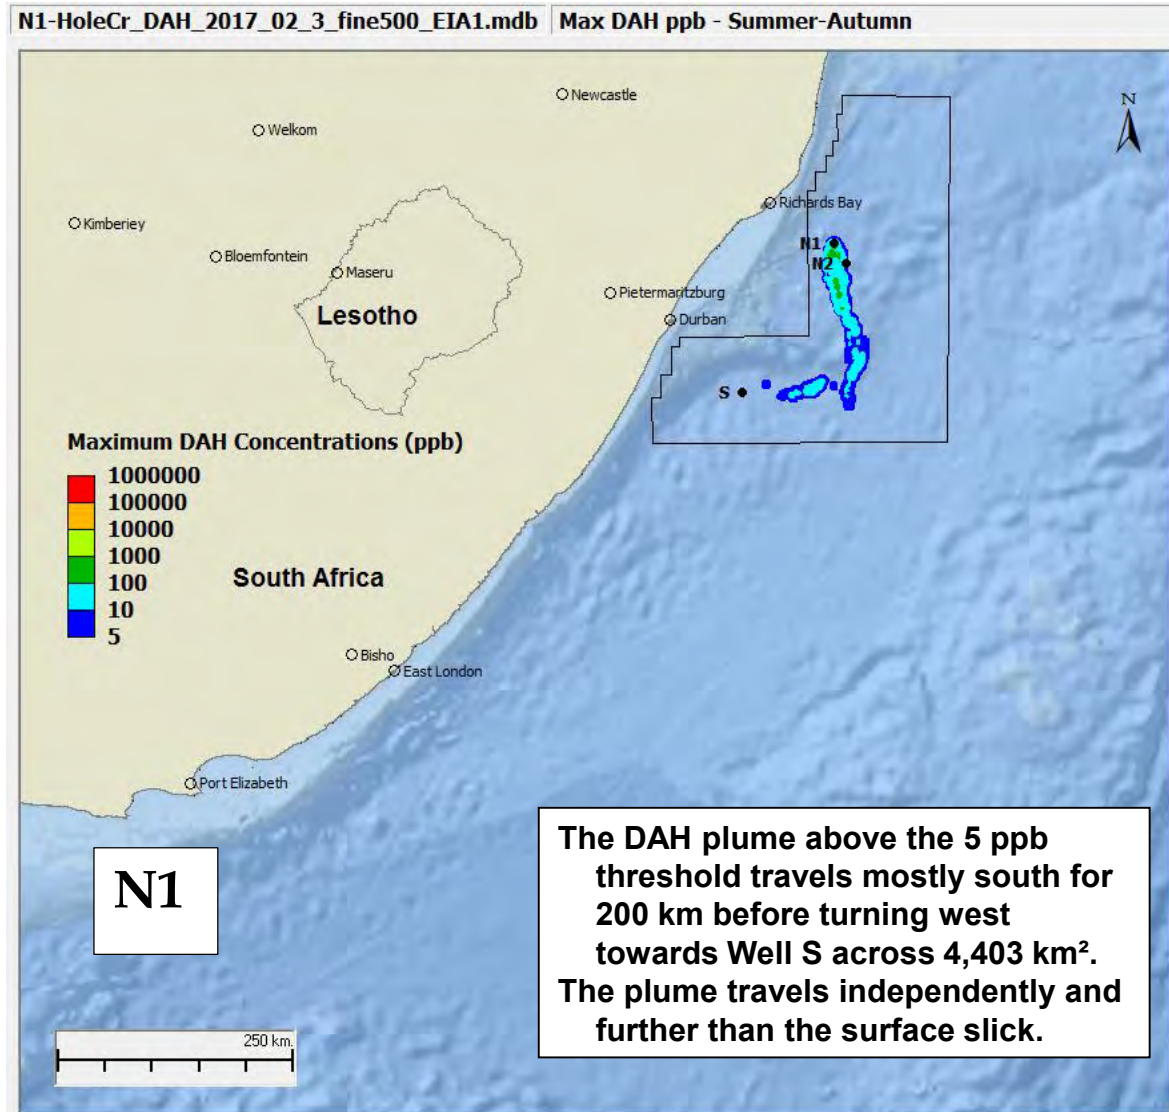 N1-HoleCr_DAH_2017_02_3_fine500_EIA1.mdb Max DAH ppb - Summer-Autumn
Newcastle
N
Welkom
Richards Bay
Kimberiey
N1
Bloemfontein
N2
Maseru
Pietermaritzburg
Lesotho
Durban
S
Maximum DAH Concentrations (ppb)
1000000
100000
10000
1000
100
10
5
South Africa
Bisho
East London
Port Elizabeth
The DAH plume above the 5 ppb
threshold travels mostly south for
200 km before turning west
towards Well S across 4,403 km².
The plume travels independently and
further than the surface slick.
N1
250 km.